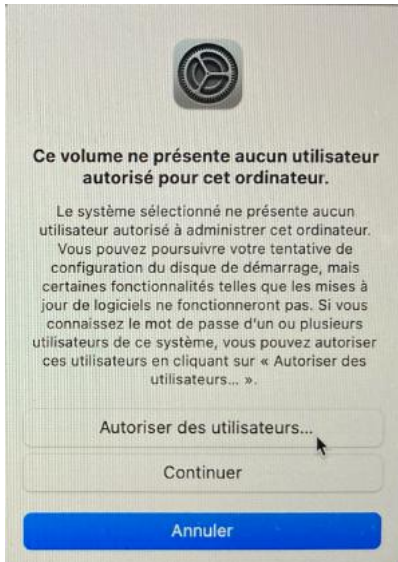 Ce volume ne présente aucun utilisateur
autorisé pour cet ordinateur.
Le système sélectionné ne présente aucun
utilisateur autorisé à administrer cet ordinateur.
Vous pouvez poursuivre votre tentative de
configuration du disque de démarrage, mais
certaines fonctionnalités telles que les mises à
jour de logiciels ne fonctionneront pas. Si vous
connaissez le mot de passe d'un ou plusieurs
utilisateurs de ce système, vous pouvez autoriser
ces utilisateurs en cliquant sur « Autoriser des
utilisateurs... ».
Autoriser des utilisateurs...
Continuer
Annuler